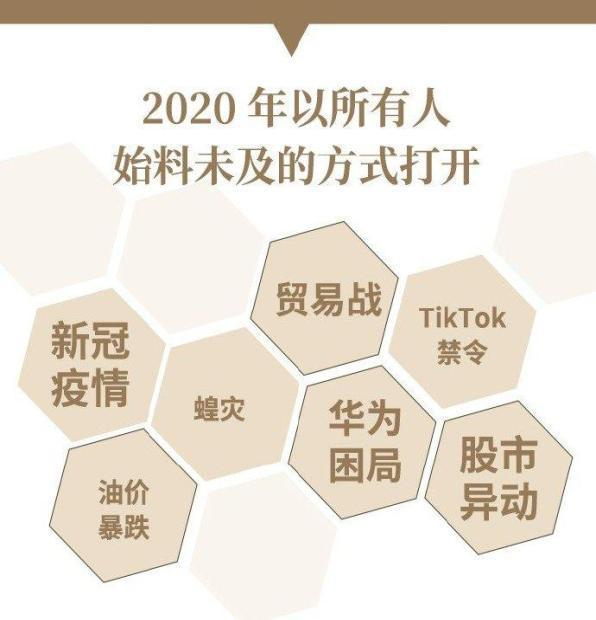 2020 年以所有人
始料未及的方式打开
贸易战
TikTok
禁令
新冠
疫情
蝗灾
华为
困局
股市
异动
油价
暴跌